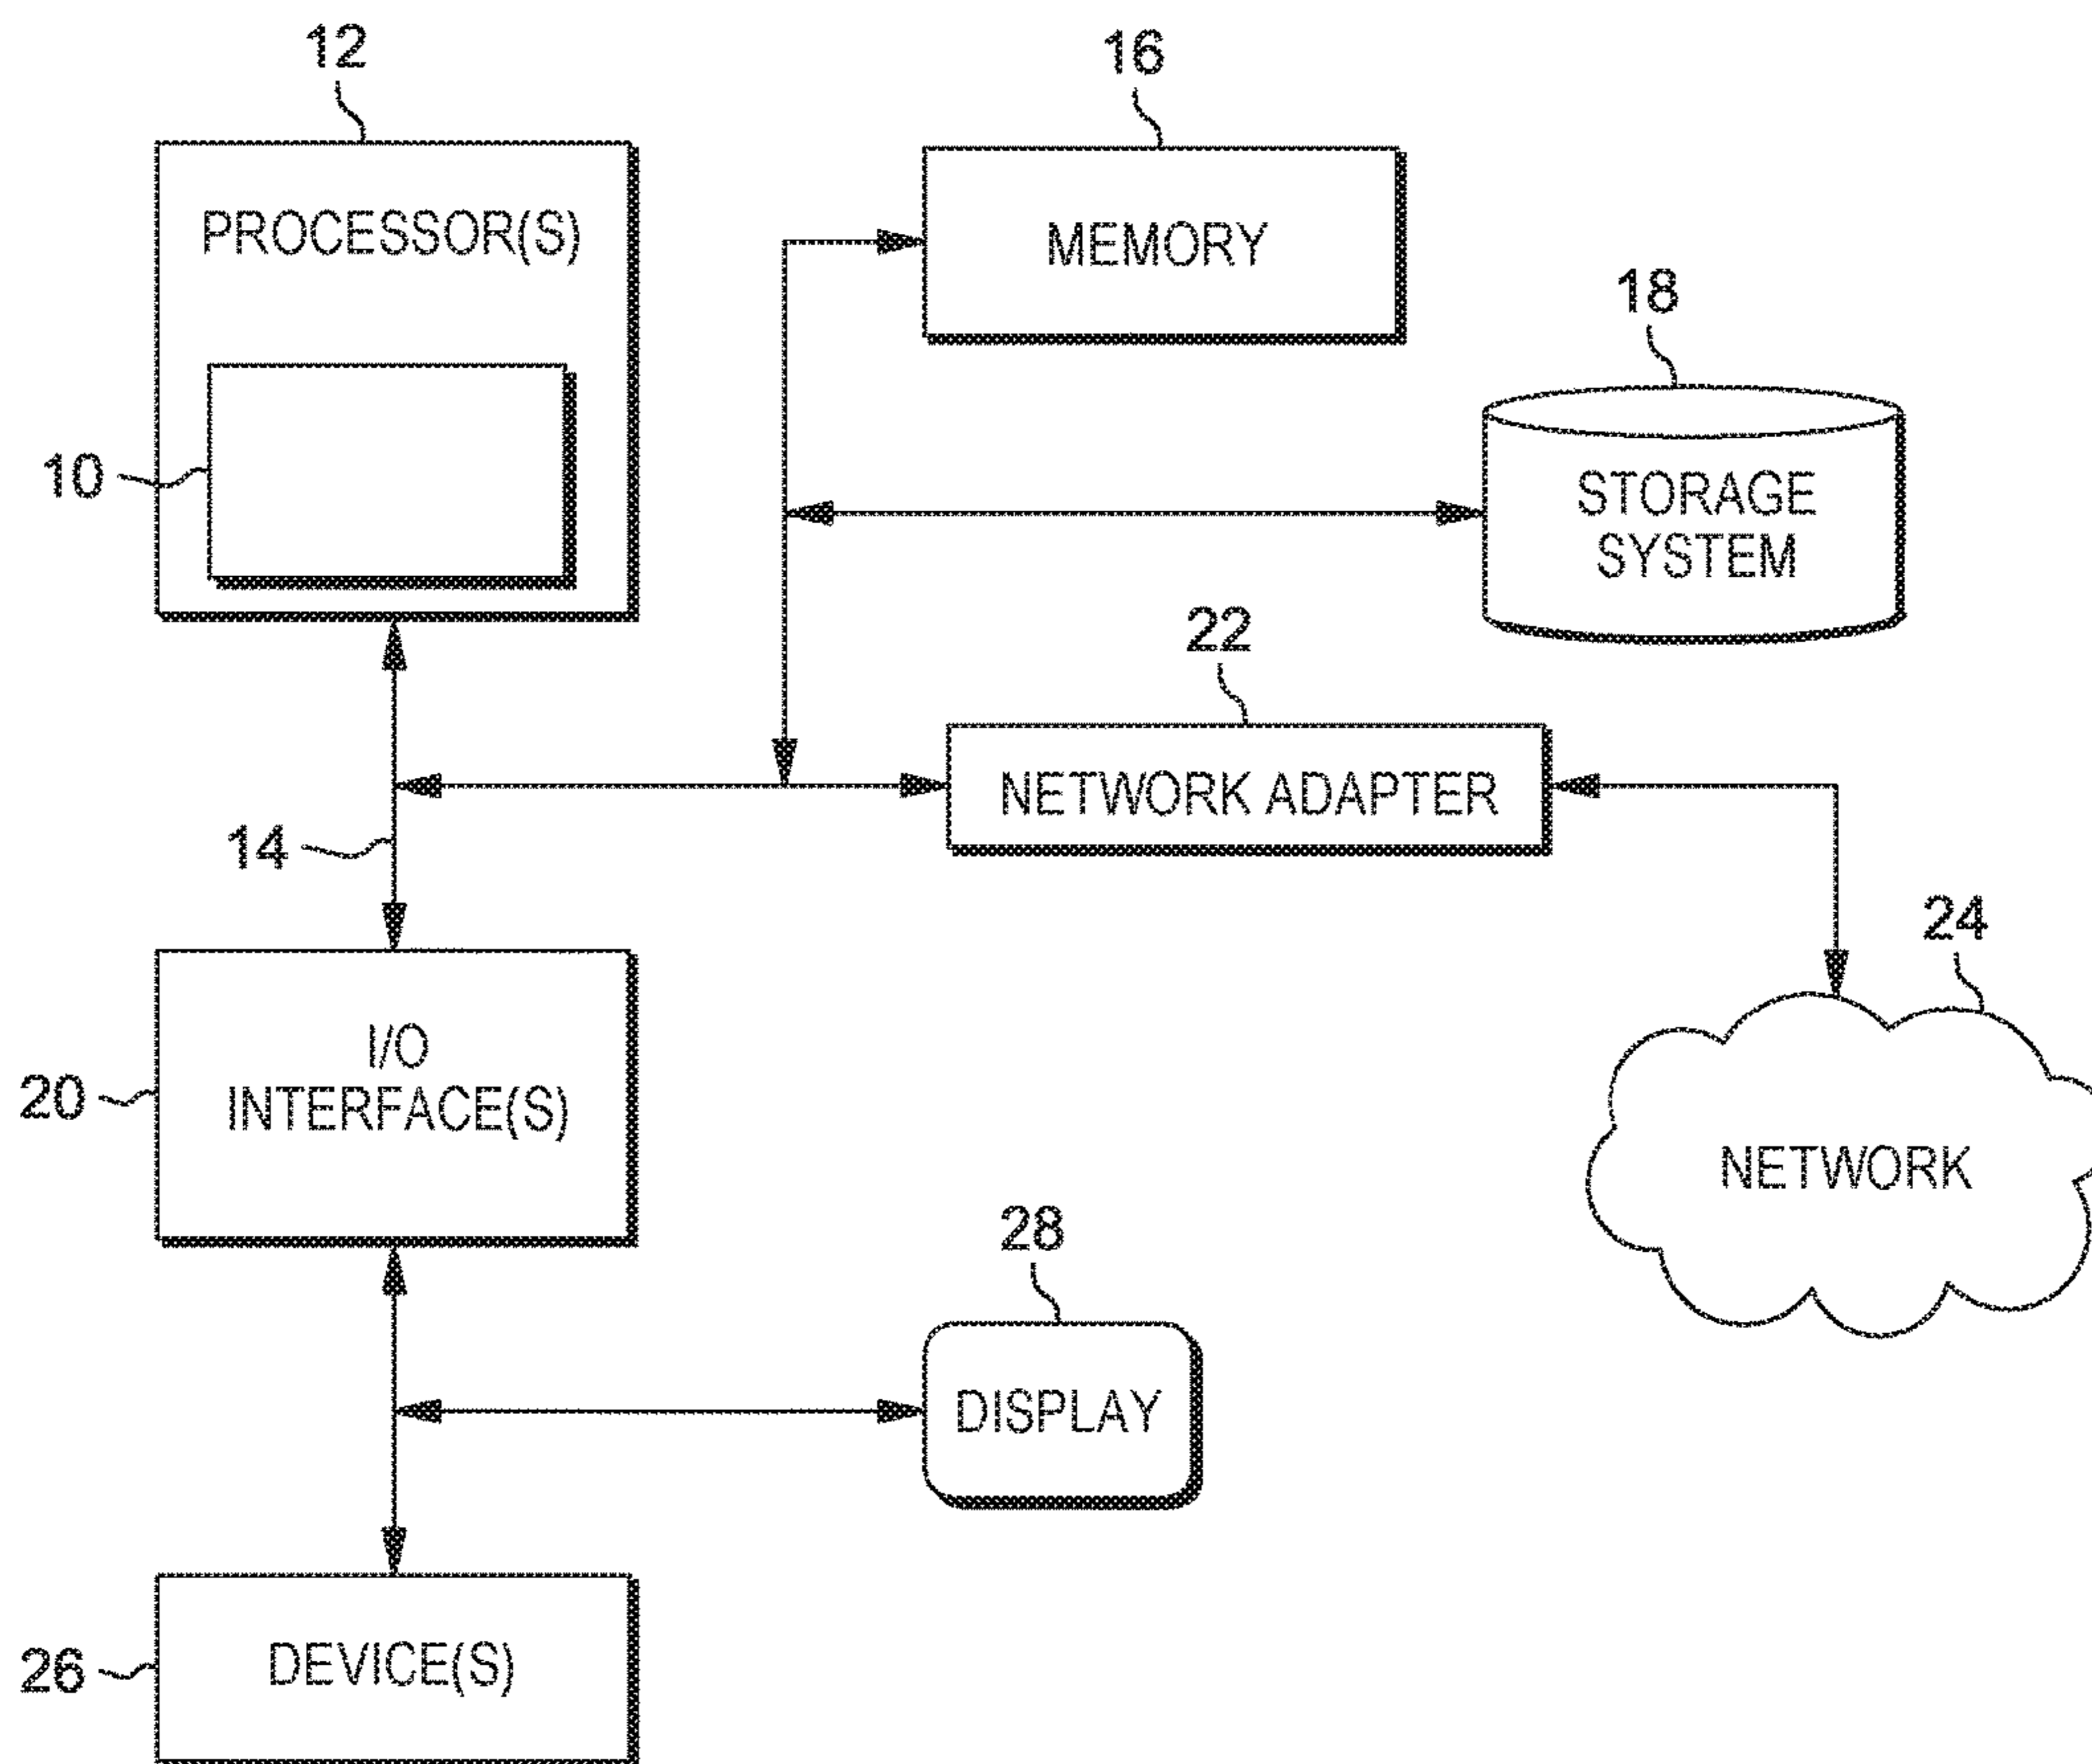 12
PROCESSOR(S)
10
16
MEMORY
18
STORAGE
SYSTEM
22
NETWORK ADAPTER
14
24
NETWORK
20
I/O
INTERFACE(S)
28
DISPLAY
26
DEVICE(S)